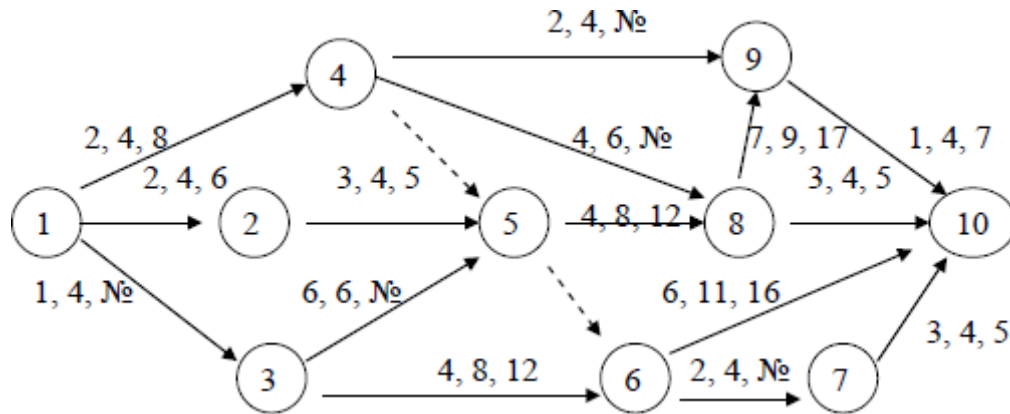 2, 4, №
4
9
2, 4, 8
4, 6, №
7, 9, 17
1, 4, 7
2, 4, 6
3, 4, 5
3, 4, 5
1
2
5
4, 8, 12
8
10
1, 4, №
6, 6, №
6, 11, 16
3, 4, 5
3
4, 8, 12
6
2, 4, №
7